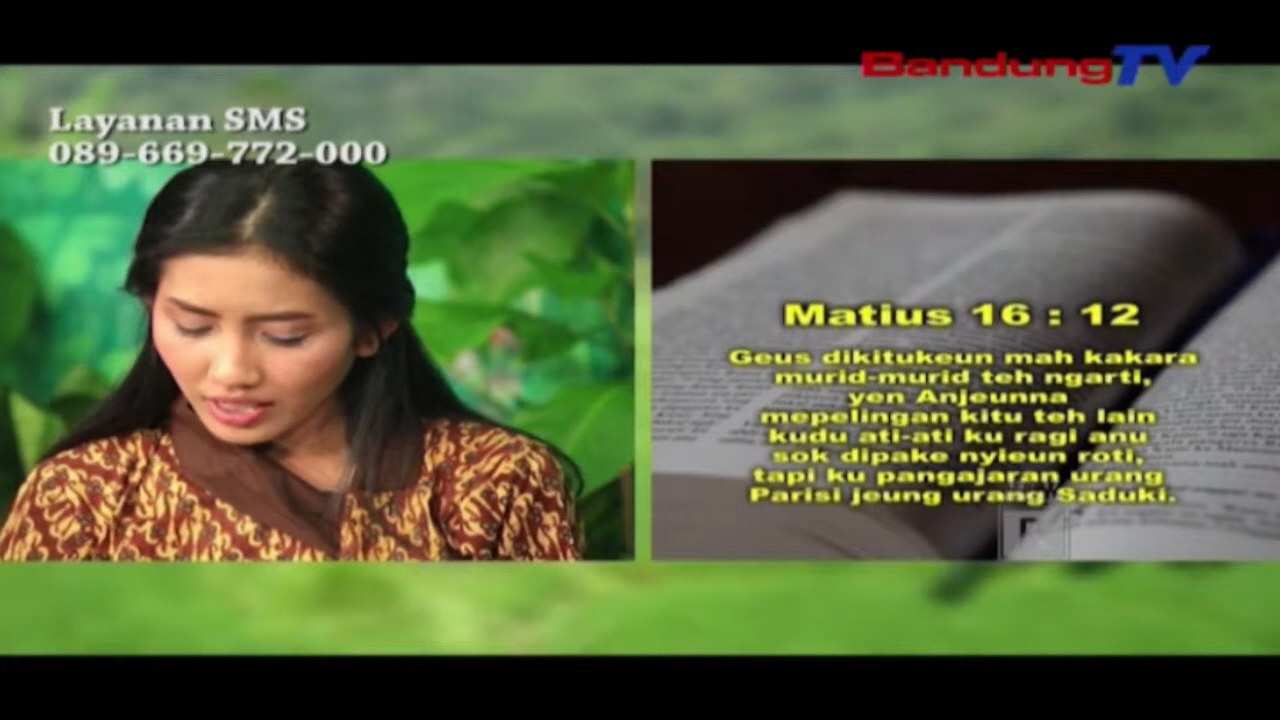 BandungTV
Layanan SMS
089-669-772-000
Matius 16 : 12
Geus dikitukeun mah kakara
murid-murid teh ngarti,
yen Anjeunna
mepelingan kitu teh lain
kudu ati-ati ku ragi anu
sok dipake nyieun roti,
tapi ku pangajaran urang
Parisi jeung urang Saduki.